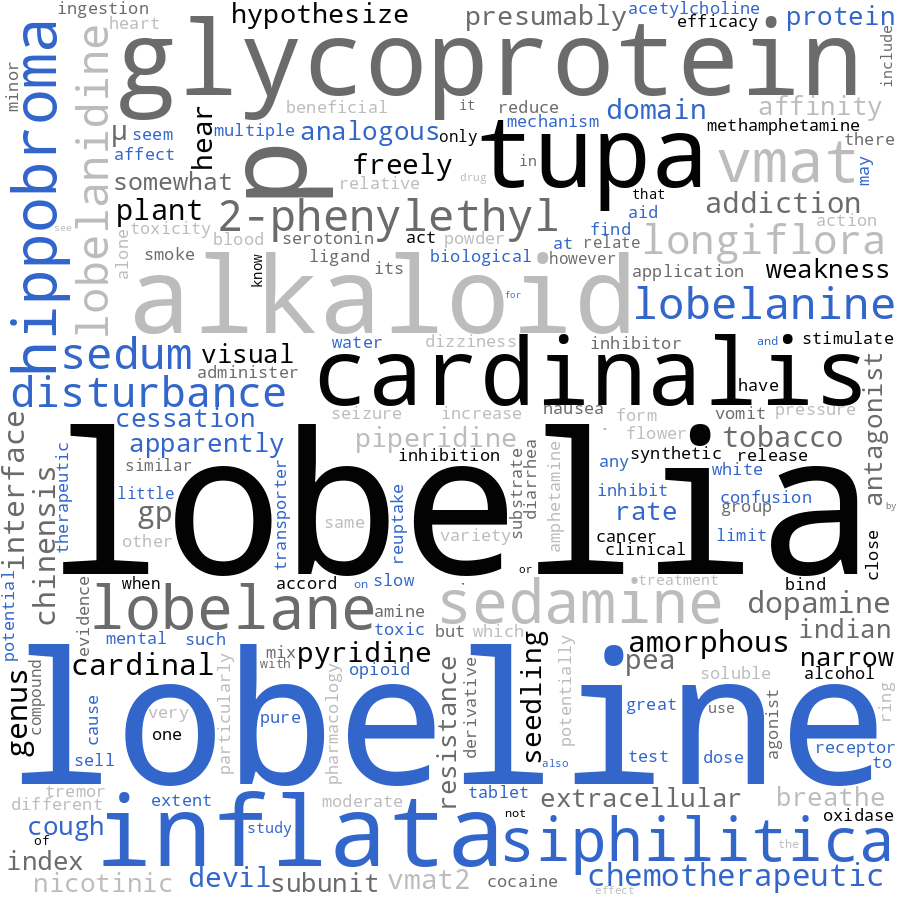 ingestion
hypothesize
presumably
acetylcholine
efficacy
protein
heart
glycoprotein
include
minor
hippobroma
lobelanidine
beneficial
it
reduce
domain
affinity
µ
seem
hear
multiple
analogous
only
mechanism
methamphetamine
there
affect
p
freely
tupa
in
vmat
may
somewhat
relative
drug
that
addiction
plant
2-phenylethyl
aid
action
see
alone
toxicity
blood
serotonin
act
powder
find
at
relate
longiflora
smoke
know
ligand
its
biological
however
application
weakness
alkaloid
for
lobelanine
sedum
visual
water
dizziness
inhibitor
and
stimulate
administer
cardinalis
have
disturbance
antagonist
cessation
seizure
increase
nausea
form
vomit
pressure
interface
apparently
piperidine
flower
tobacco
chinensis
therapeutic
similar
inhibition
substrate
diarrhea
amphetamine
any
synthetic
release
white
little
transporter
reuptake
inhibit
confusion
gp
same
variety
rate
group
limit
by
other
lobelia
cancer
clinical
close
potential
evidence
when
accord
on
slow
or
treatment
bind
lobelane
amine
sedamine
dopamine
mental
such
toxic
but
which
indian
genus
compound
cardinal
mix
with
pyridine
opioid
resistance
derivative
seedling
potentially
amorphous
pea
soluble
narrow
alcohol
ring
cause
very
one
particularly
pure
pharmacology
great
use
agonist
sell
lobeline
also
test
dose
receptor
to
tremor
different
extent
moderate
tablet
extracellular
breathe
cough
of
inflata
study
not
siphilitica
the
oxidase
index
nicotinic
devil
subunit
vmat2
cocaine
chemotherapeutic
effect